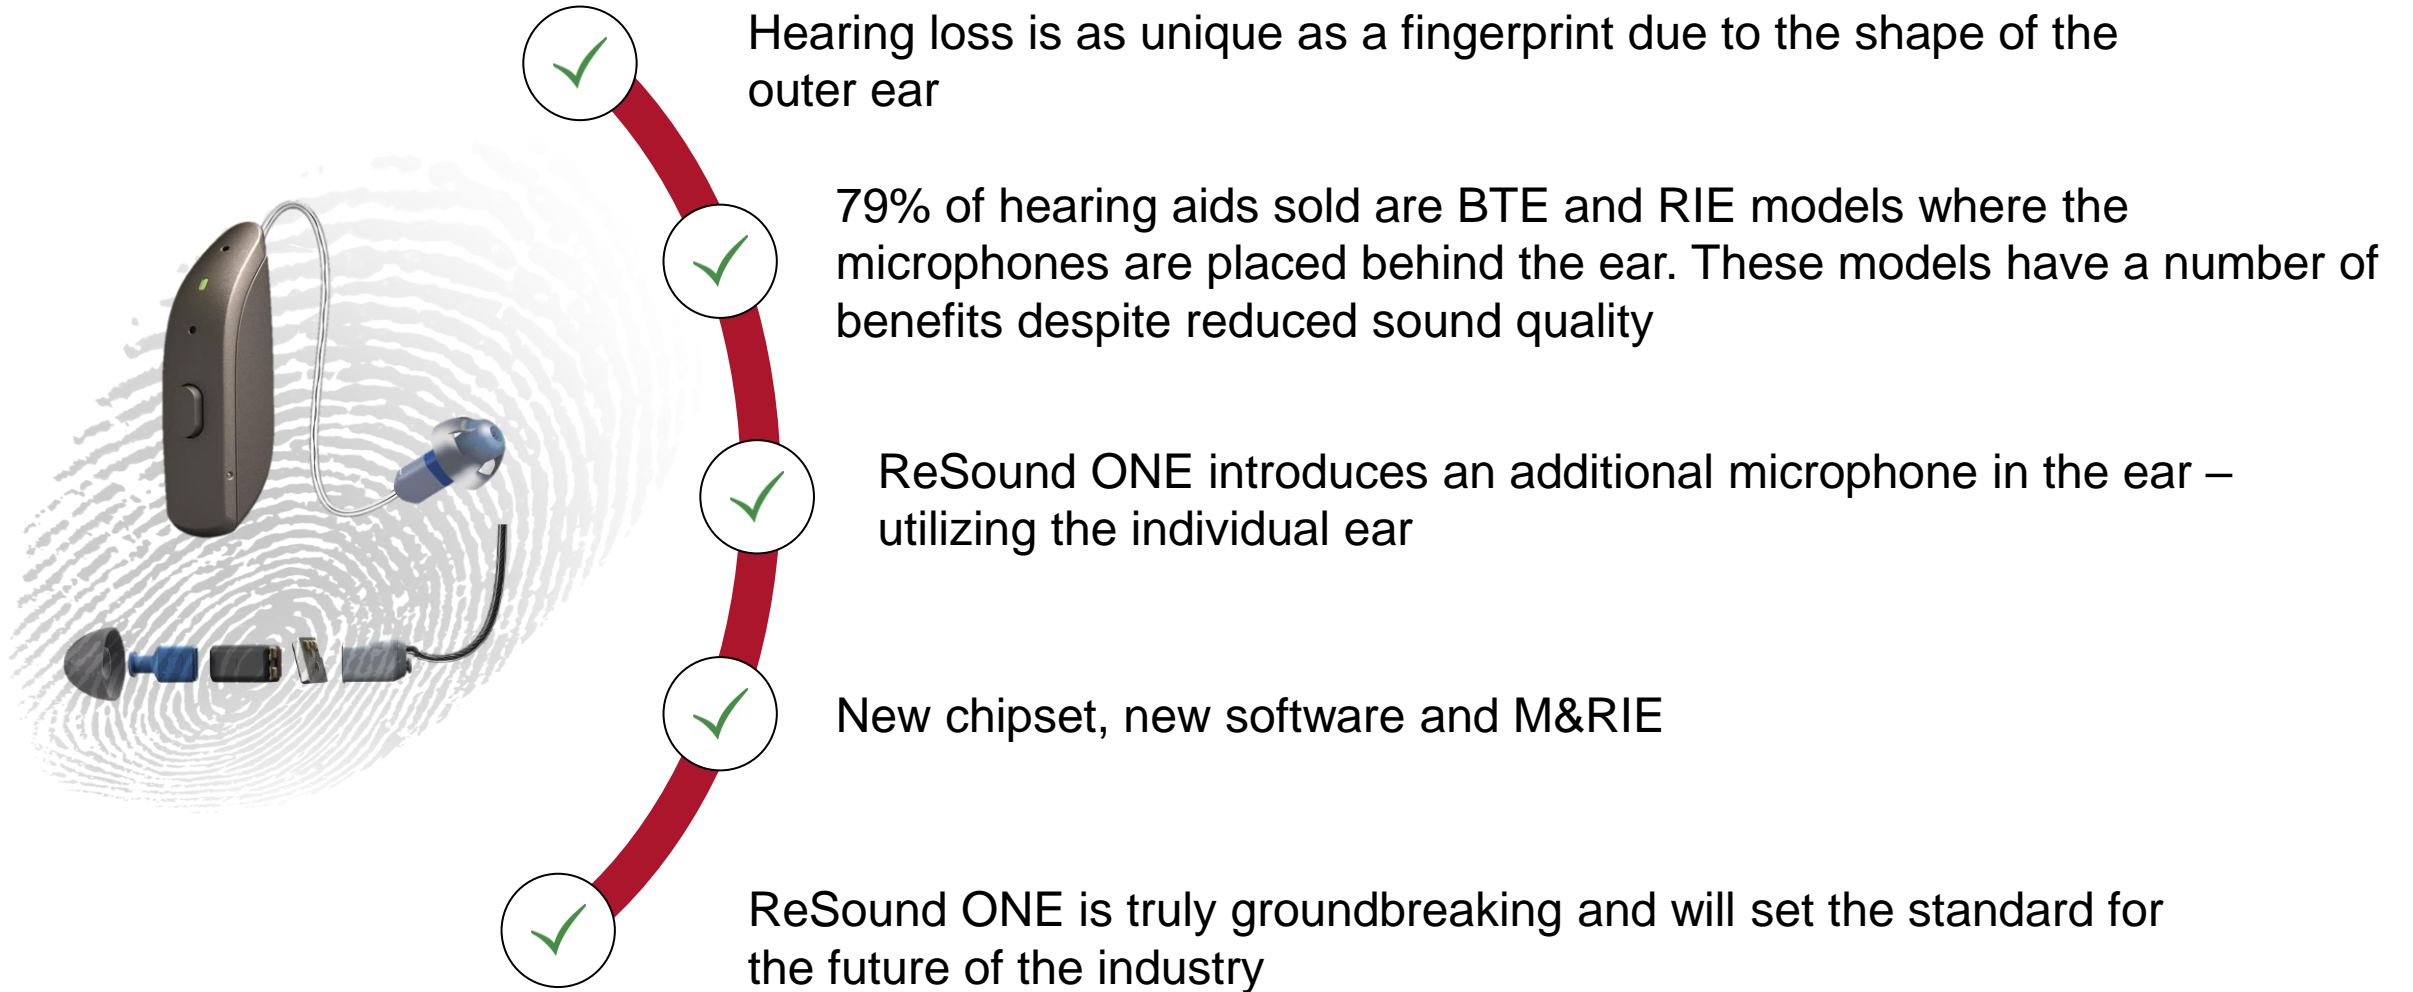 Hearing loss is as unique as a fingerprint due to the shape of the
outer ear
79% of hearing aids sold are BTE and RIE models where the
microphones are placed behind the ear. These models have a number of
benefits despite reduced sound quality
ReSound ONE introduces an additional microphone in the ear –
utilizing the individual ear
New chipset, new software and M&RIE
ReSound ONE is truly groundbreaking and will set the standard for
the future of the industry